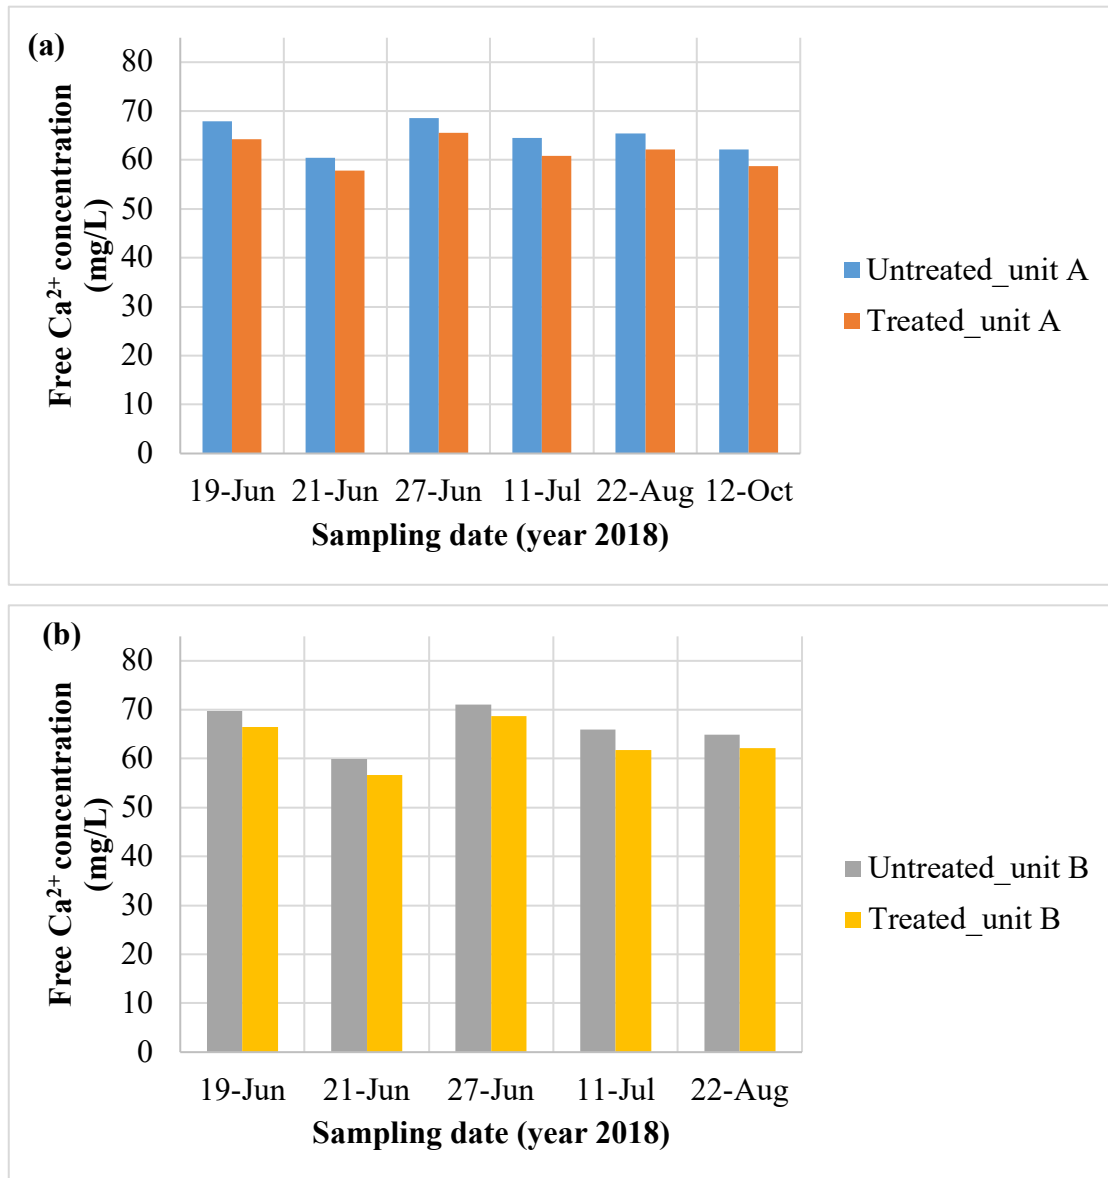 (a)
Free Ca²⁺ concentration
(mg/L)
80
70
60
50
40
30
20
10
0
19-Jun 21-Jun 27-Jun 11-Jul 22-Aug 12-Oct
Sampling date (year 2018)
Untreated_unit A
Treated_unit A
(b)
Free Ca²⁺ concentration
(mg/L)
80
70
60
50
40
30
20
10
0
19-Jun 21-Jun 27-Jun 11-Jul 22-Aug
Sampling date (year 2018)
Untreated_unit B
Treated_unit B